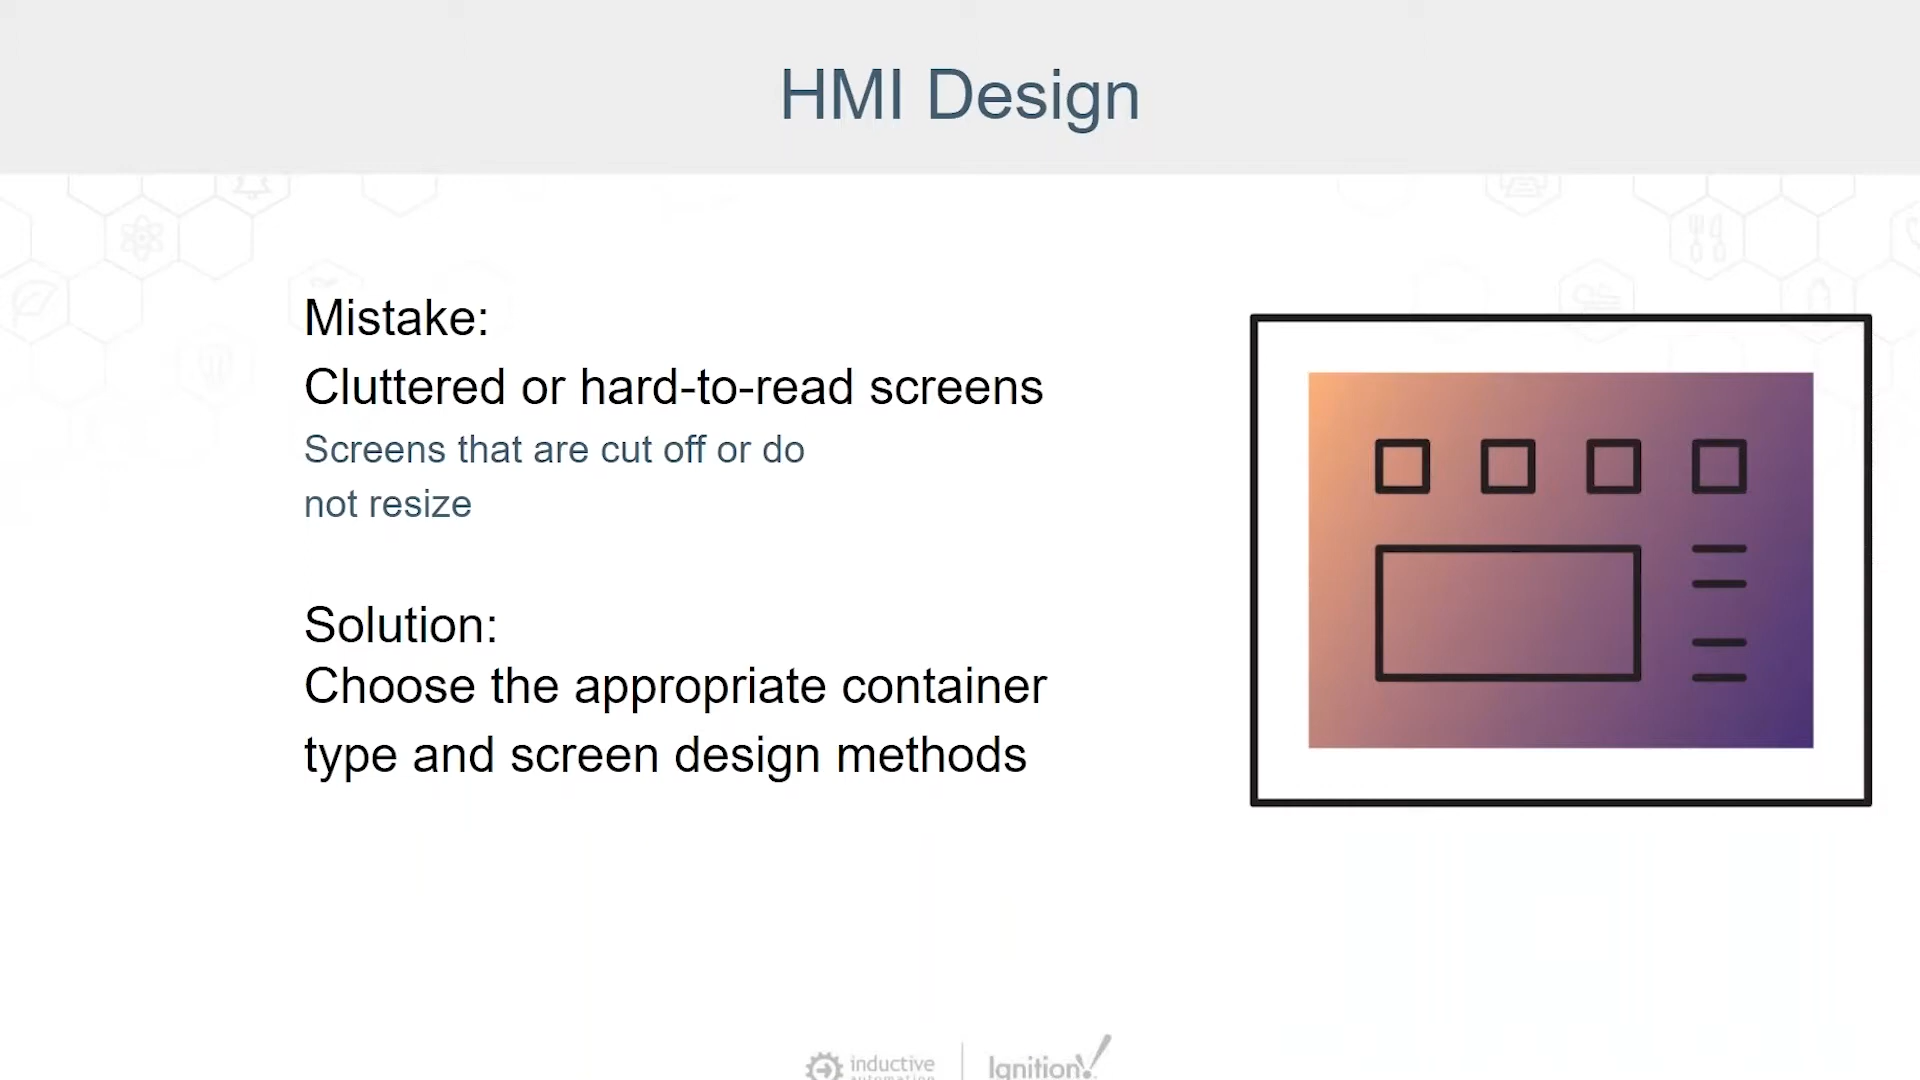 HMI Design
Mistake:
Cluttered or hard-to-read screens
Screens that are cut off or do
not resize
Solution:
Choose the appropriate container
type and screen design methods
inductive
automation
Ignition!